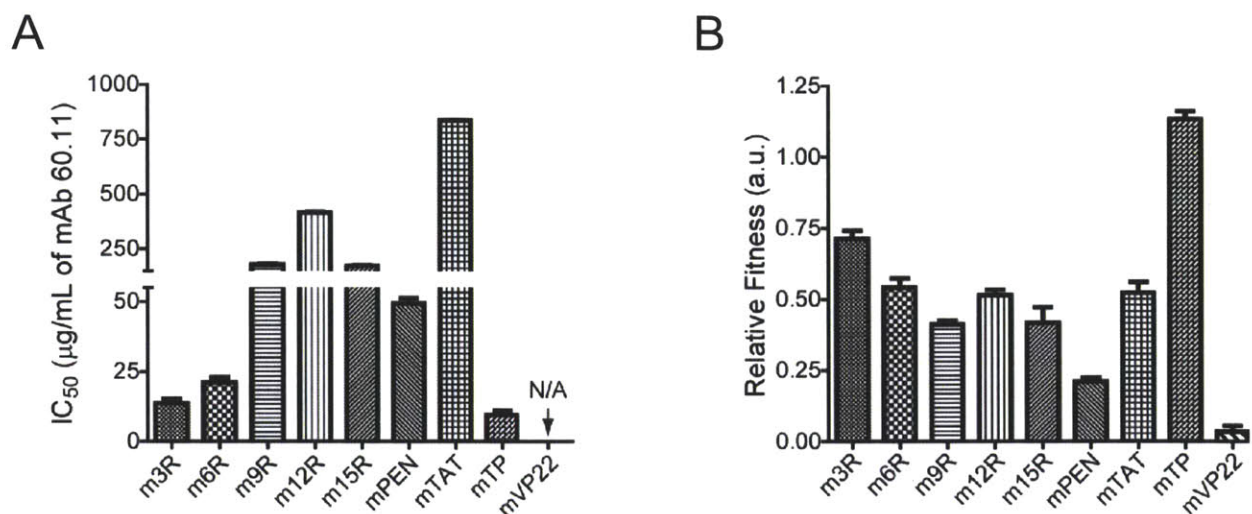 A
IC₅₀ (μg/mL of mAb 60.11)
1000
750
500
250
50
25
0
N/A
m3R
m6R
m9R
m12R
m15R
mPEN
mTAT
mTP
mVP22
B
Relative Fitness (a.u.)
1.25
1.00
0.75
0.50
0.25
0.00
m3R
m6R
m9R
m12R
m15R
mPEN
mTAT
mTP
mVP22